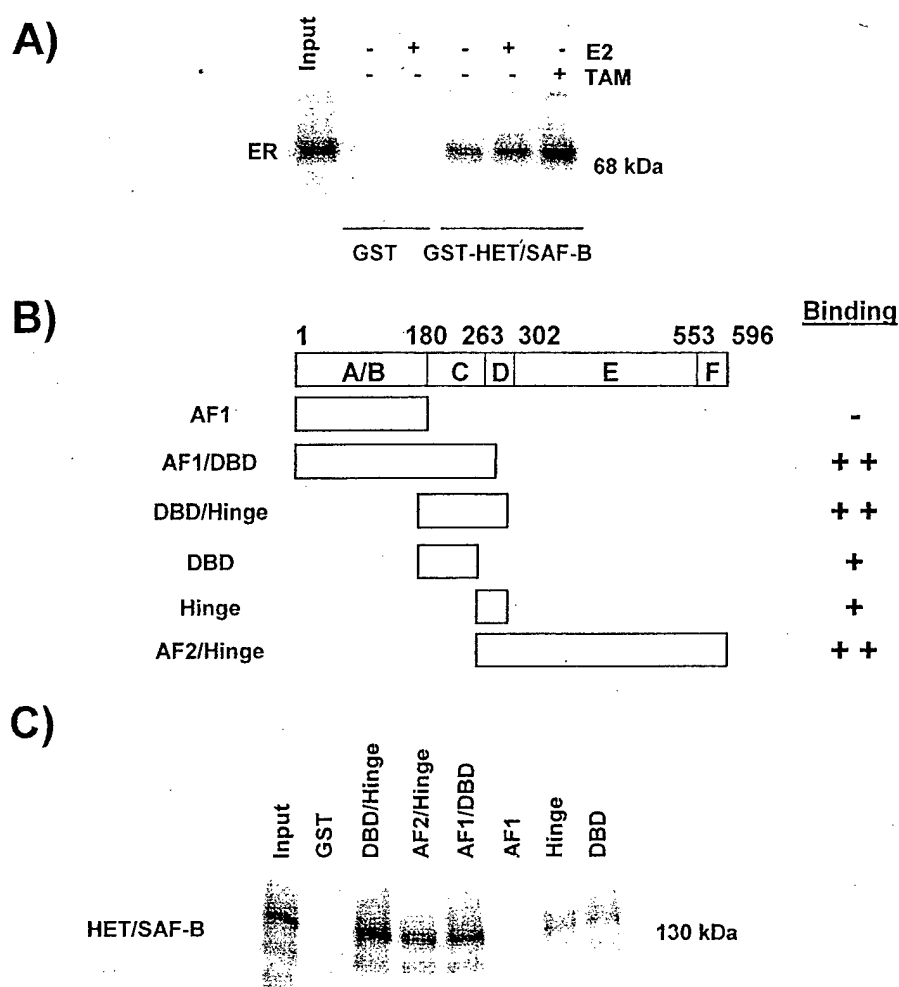 A)
Input
- + - + - E2
- - - - + TAM
ER
68 kDa
GST GST-HET/SAF-B
B)
Binding
1 180 263 302 553 596
A/B C D E F
AF1 -
AF1/DBD + +
DBD/Hinge + +
DBD +
Hinge +
AF2/Hinge + +
C)
Input GST DBD/Hinge AF2/Hinge AF1/DBD AF1 Hinge DBD
HET/SAF-B 130 kDa